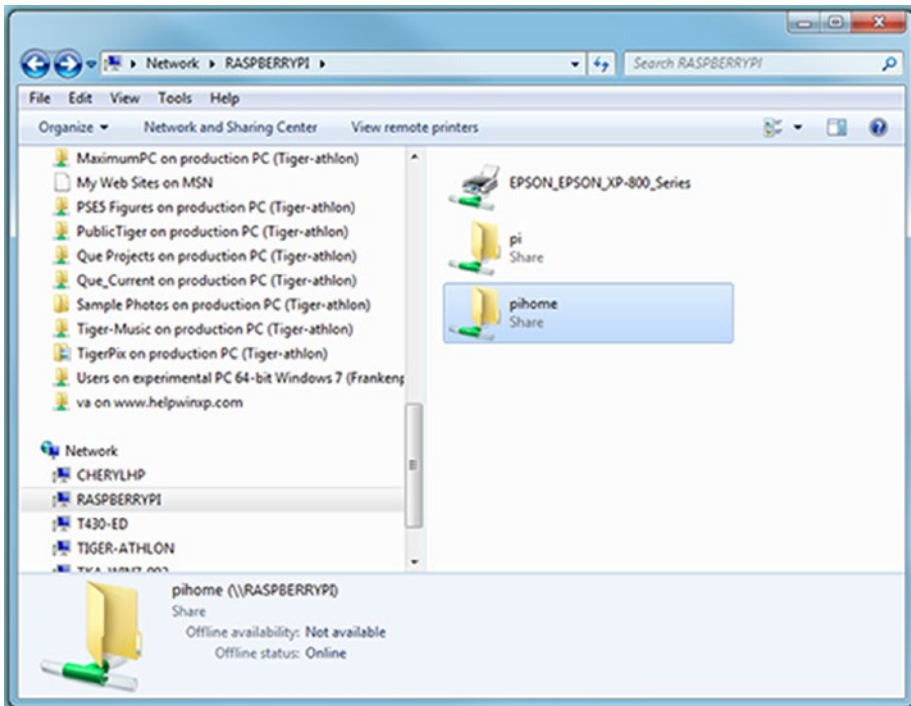 Network ▸ RASPBERRYPI ▸
Search RASPBERRYPI
File Edit View Tools Help
Organize Network and Sharing Center View remote printers
MaximumPC on production PC (Tiger-athlon)
My Web Sites on MSN
PSE5 Figures on production PC (Tiger-athlon)
PublicTiger on production PC (Tiger-athlon)
Que Projects on production PC (Tiger-athlon)
Que_Current on production PC (Tiger-athlon)
Sample Photos on production PC (Tiger-athlon)
Tiger-Music on production PC (Tiger-athlon)
TigerPix on production PC (Tiger-athlon)
Users on experimental PC 64-bit Windows 7 (Frankenp
va on www.helpwinxp.com
Network
CHERYLHP
RASPBERRYPI
T430-ED
TIGER-ATHLON
EPSON_EPSON_XP-800_Series
pi
Share
pihome
Share
pihome (\\RASPBERRYPI)
Share
Offline availability: Not available
Offline status: Online